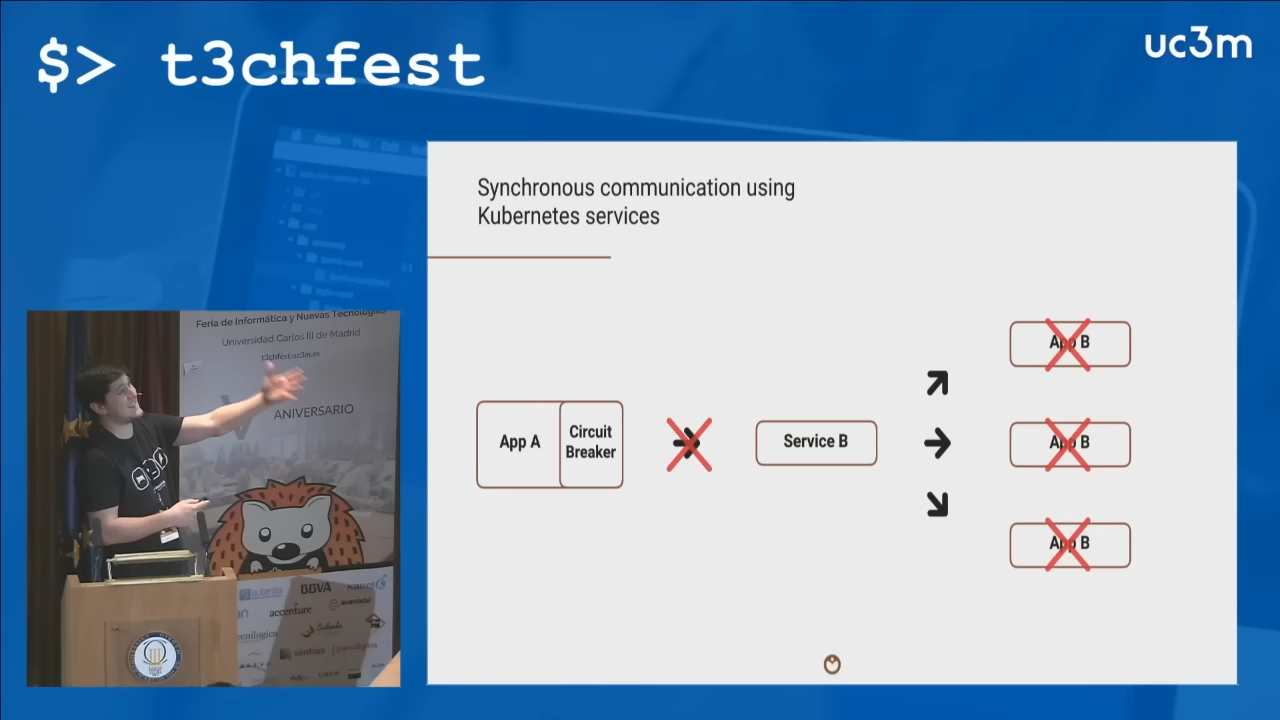 $> t3chfest
uc3m
Synchronous communication using
Kubernetes services
App A
Circuit
Breaker
Service B
App B
App B
App B
Feria de Informática y Nuevas Tecnologías
Universidad Carlos III de Madrid
t3chfest.uc3m.es
V
ANIVERSARIO
autentia
BBVA
accenture